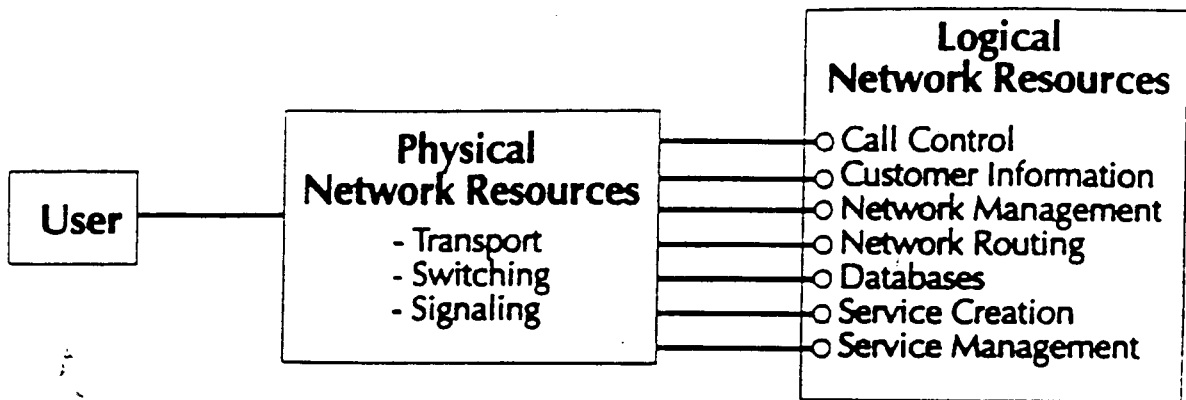 User
Physical
Network Resources
- Transport
- Switching
- Signaling
Logical
Network Resources
Call Control
Customer Information
Network Management
Network Routing
Databases
Service Creation
Service Management